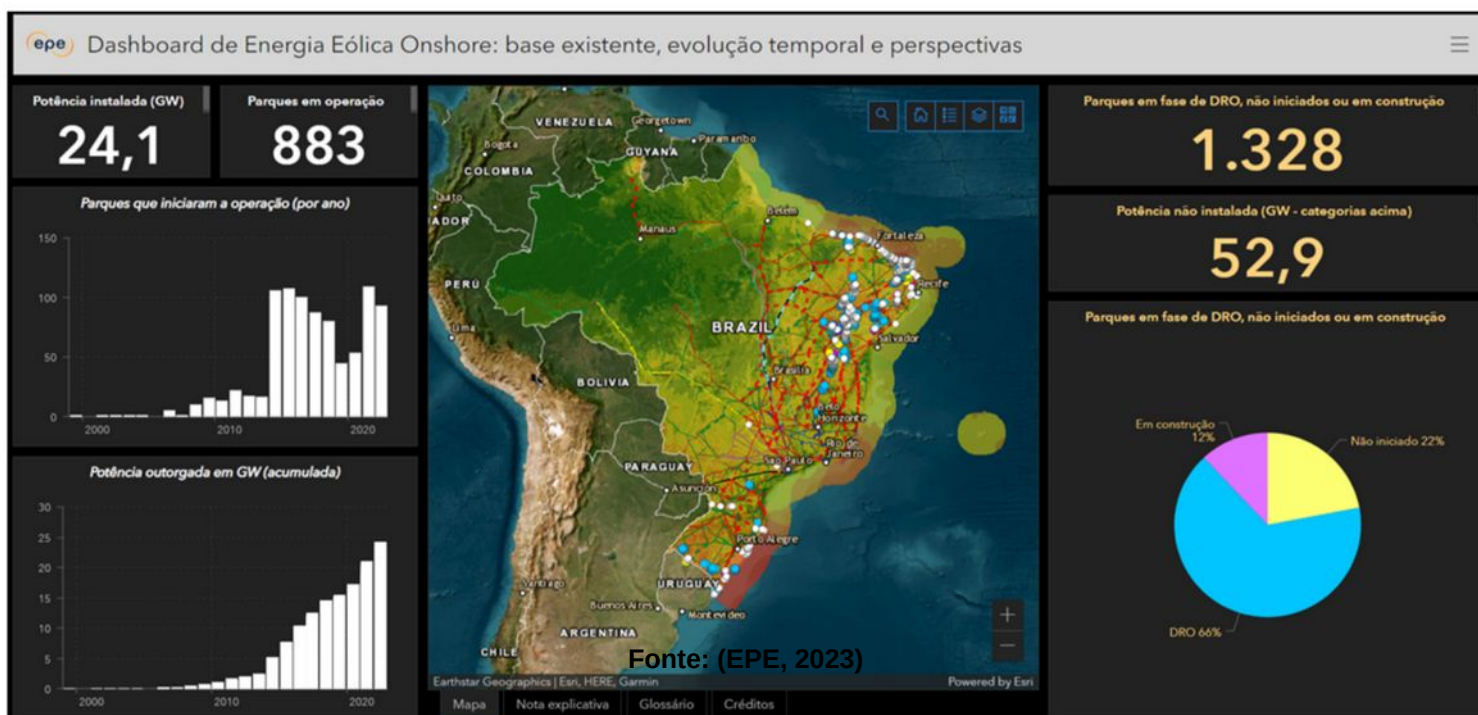 epe
Dashboard de Energia Eólica Onshore: base existente, evolução temporal e perspectivas
Potência instalada (GW)
24,1
Parques em operação
883
Parques que iniciaram a operação (por ano)
150
100
50
0
2000
2010
2020
Potência outorgada em GW (acumulada)
30
25
20
15
10
5
0
2000
2010
2020
VENEZUELA
Georgetown
Paramaribo
Bogota
GUYANA
COLOMBIA
Quito
ADOR
Belém
Manaus
Fortaleza
PERÚ
Recife
Lima
BRAZIL
Salvador
BOLIVIA
Brasília
Belo
Horizonte
Rio de
Janeiro
PARAGUAY
São Paulo
Asunción
Porto Alegre
Santiago
URUGUAY
Buenos Aires
Montevideo
ARGENTINA
CHILE
Fonte: (EPE, 2023)
Earthstar Geographics | Esri, HERE, Garmin
Powered by Esri
+
−
Mapa
Nota explicativa
Glossário
Créditos
Parques em fase de DRO, não iniciados ou em construção
1.328
Potência não instalada (GW - categorias acima)
52,9
Parques em fase de DRO, não iniciados ou em construção
Em construção
12%
Não iniciado 22%
DRO 66%